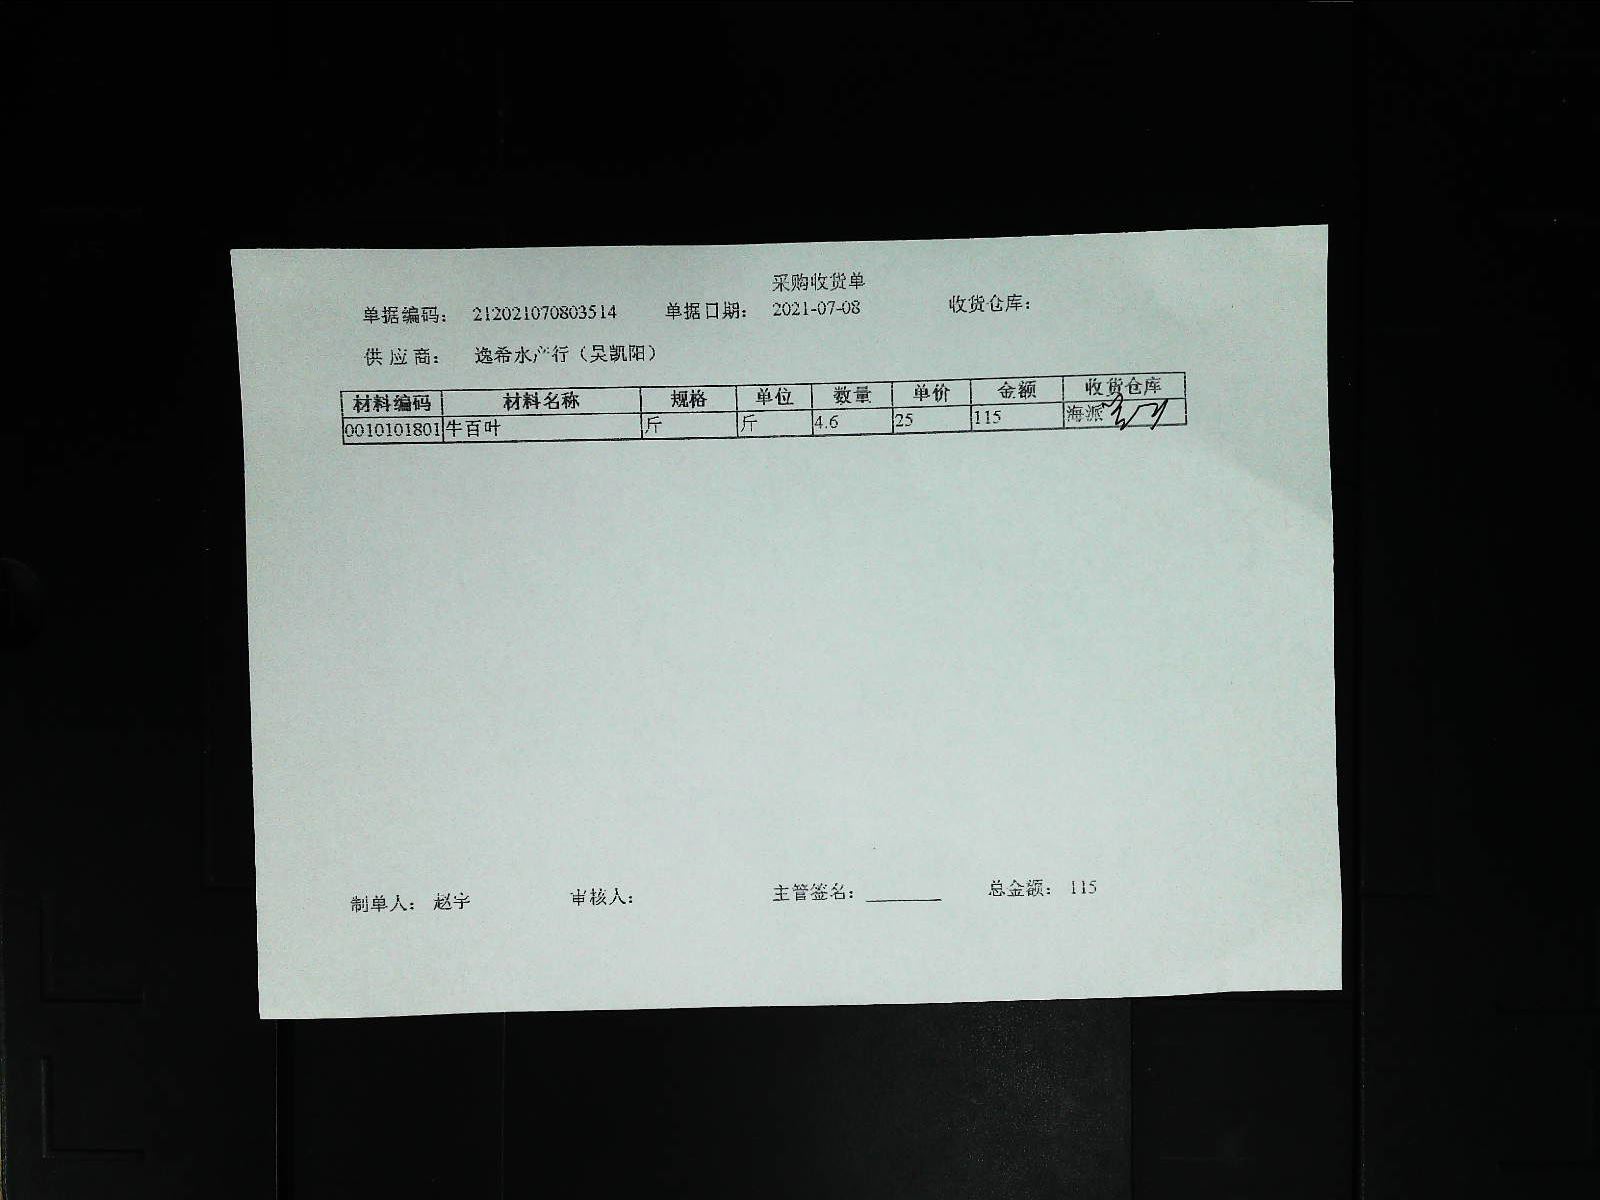 采购收货单
单据编码： 212021070803514 单据日期： 2021-07-08 收货仓库：
供应商： 逸希水产行（吴凯阳）
材料编码 材料名称 规格 单位 数量 单价 金额 收货仓库
0010101801 牛百叶 斤 斤 4.6 25 115 海派
制单人： 赵宇 审核人： 主管签名： 总金额： 115